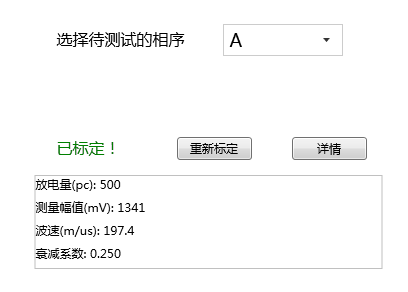 选择待测试的相序 A
已标定！ 重新标定 详情
放电量(pc): 500
测量幅值(mV): 1341
波速(m/us): 197.4
衰减系数: 0.250